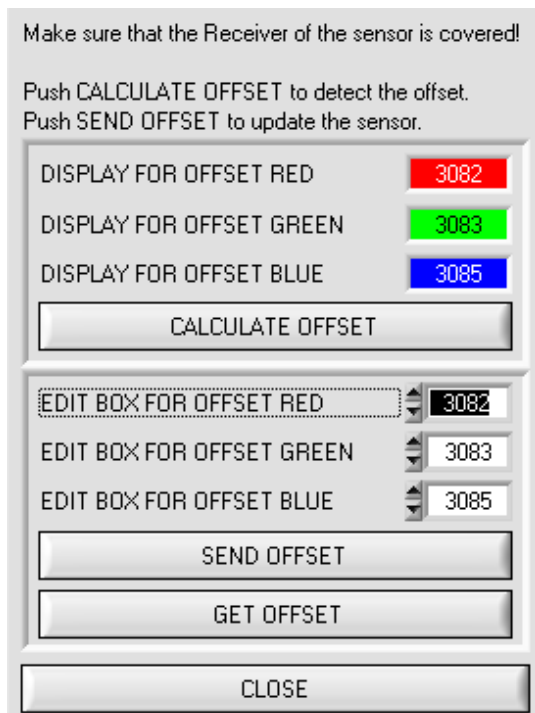 Make sure that the Receiver of the sensor is covered!
Push CALCULATE OFFSET to detect the offset.
Push SEND OFFSET to update the sensor.
DISPLAY FOR OFFSET RED 3082
DISPLAY FOR OFFSET GREEN 3083
DISPLAY FOR OFFSET BLUE 3085
CALCULATE OFFSET
EDIT BOX FOR OFFSET RED 3082
EDIT BOX FOR OFFSET GREEN 3083
EDIT BOX FOR OFFSET BLUE 3085
SEND OFFSET
GET OFFSET
CLOSE